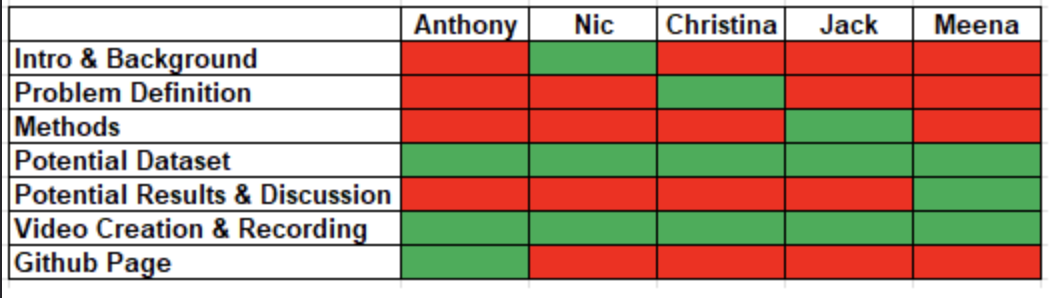 Anthony Nic Christina Jack Meena
Intro & Background
Problem Definition
Methods
Potential Dataset
Potential Results & Discussion
Video Creation & Recording
Github Page